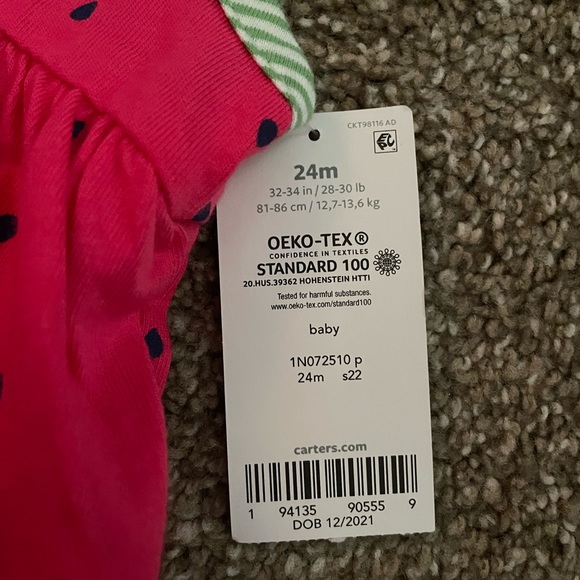 CKT98116 AD
24m
32-34 in / 28-30 lb
81-86 cm / 12,7-13,6 kg
OEKO-TEX®
CONFIDENCE IN TEXTILES
STANDARD 100
20.HUS.39362 HOHENSTEIN HTTI
Tested for harmful substances.
www.oeko-tex.com/standard100
baby
1N072510 p
24m s22
carters.com
1 94135 90555 9
DOB 12/2021